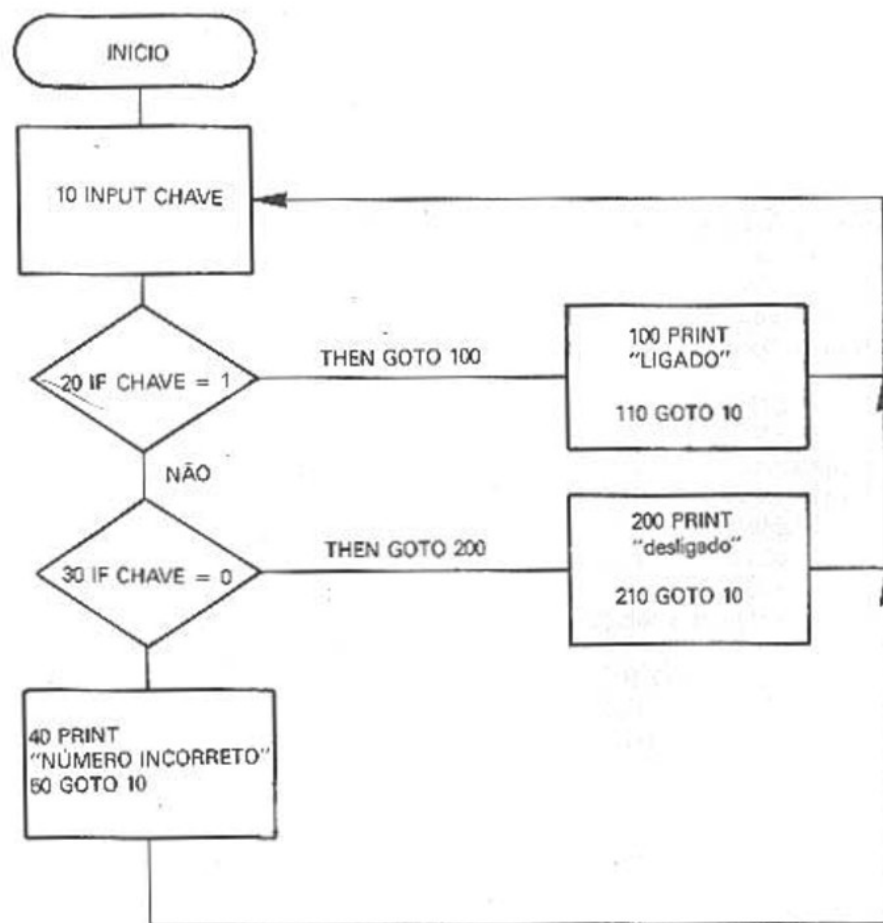 INICIO
10 INPUT CHAVE
20 IF CHAVE = 1
THEN GOTO 100
100 PRINT
"LIGADO"
110 GOTO 10
NÃO
30 IF CHAVE = 0
THEN GOTO 200
200 PRINT
"desligado"
210 GOTO 10
40 PRINT
"NÚMERO INCORRETO"
50 GOTO 10